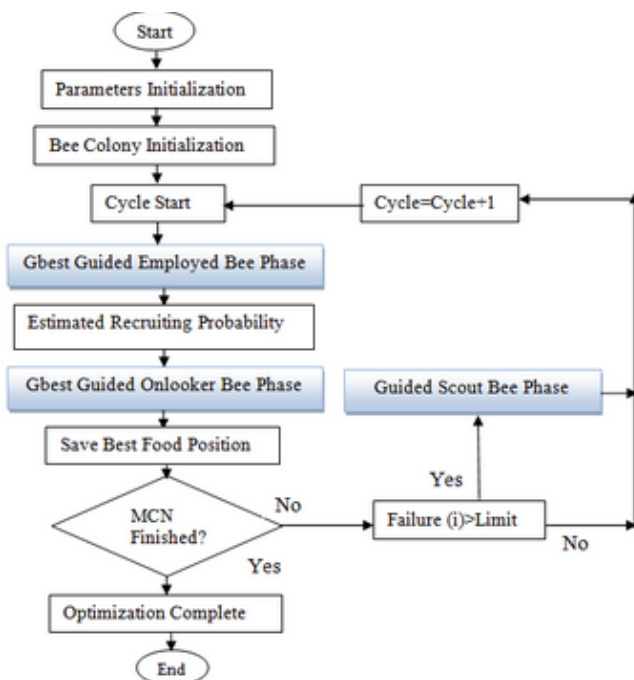 Start
Parameters Initialization
Bee Colony Initialization
Cycle Start
Cycle=Cycle+1
Gbest Guided Employed Bee Phase
Estimated Recruiting Probability
Gbest Guided Onlooker Bee Phase
Guided Scout Bee Phase
Save Best Food Position
Yes
No
MCN
Finished?
Failure (i)>Limit
No
Yes
Optimization Complete
End